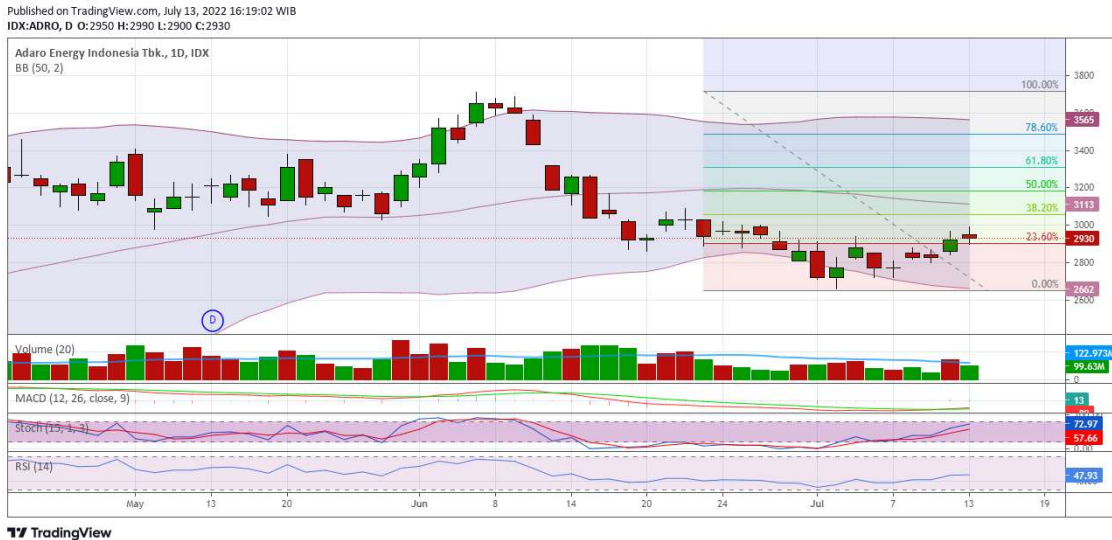 Published on TradingView.com, July 13, 2022 16:19:02 WIB
IDX:ADRO, D O:2950 H:2990 L:2900 C:2930
Adaro Energy Indonesia Tbk., 1D, IDX
BB (50, 2)
3800
100.00%
3600
3565
78.60%
3400
61.80%
3200
50.00%
3113
38.20%
3000
23.60%
2930
2800
0.00%
2662
2600
D
Volume (20)
122.973M
99.63M
0
MACD (12, 26, close, 9)
13
Stoch (15, 1, 3)
72.97
57.66
0.00
RSI (14)
47.93
May 13 20 Jun 8 14 20 Jul 7 13 19
TradingView